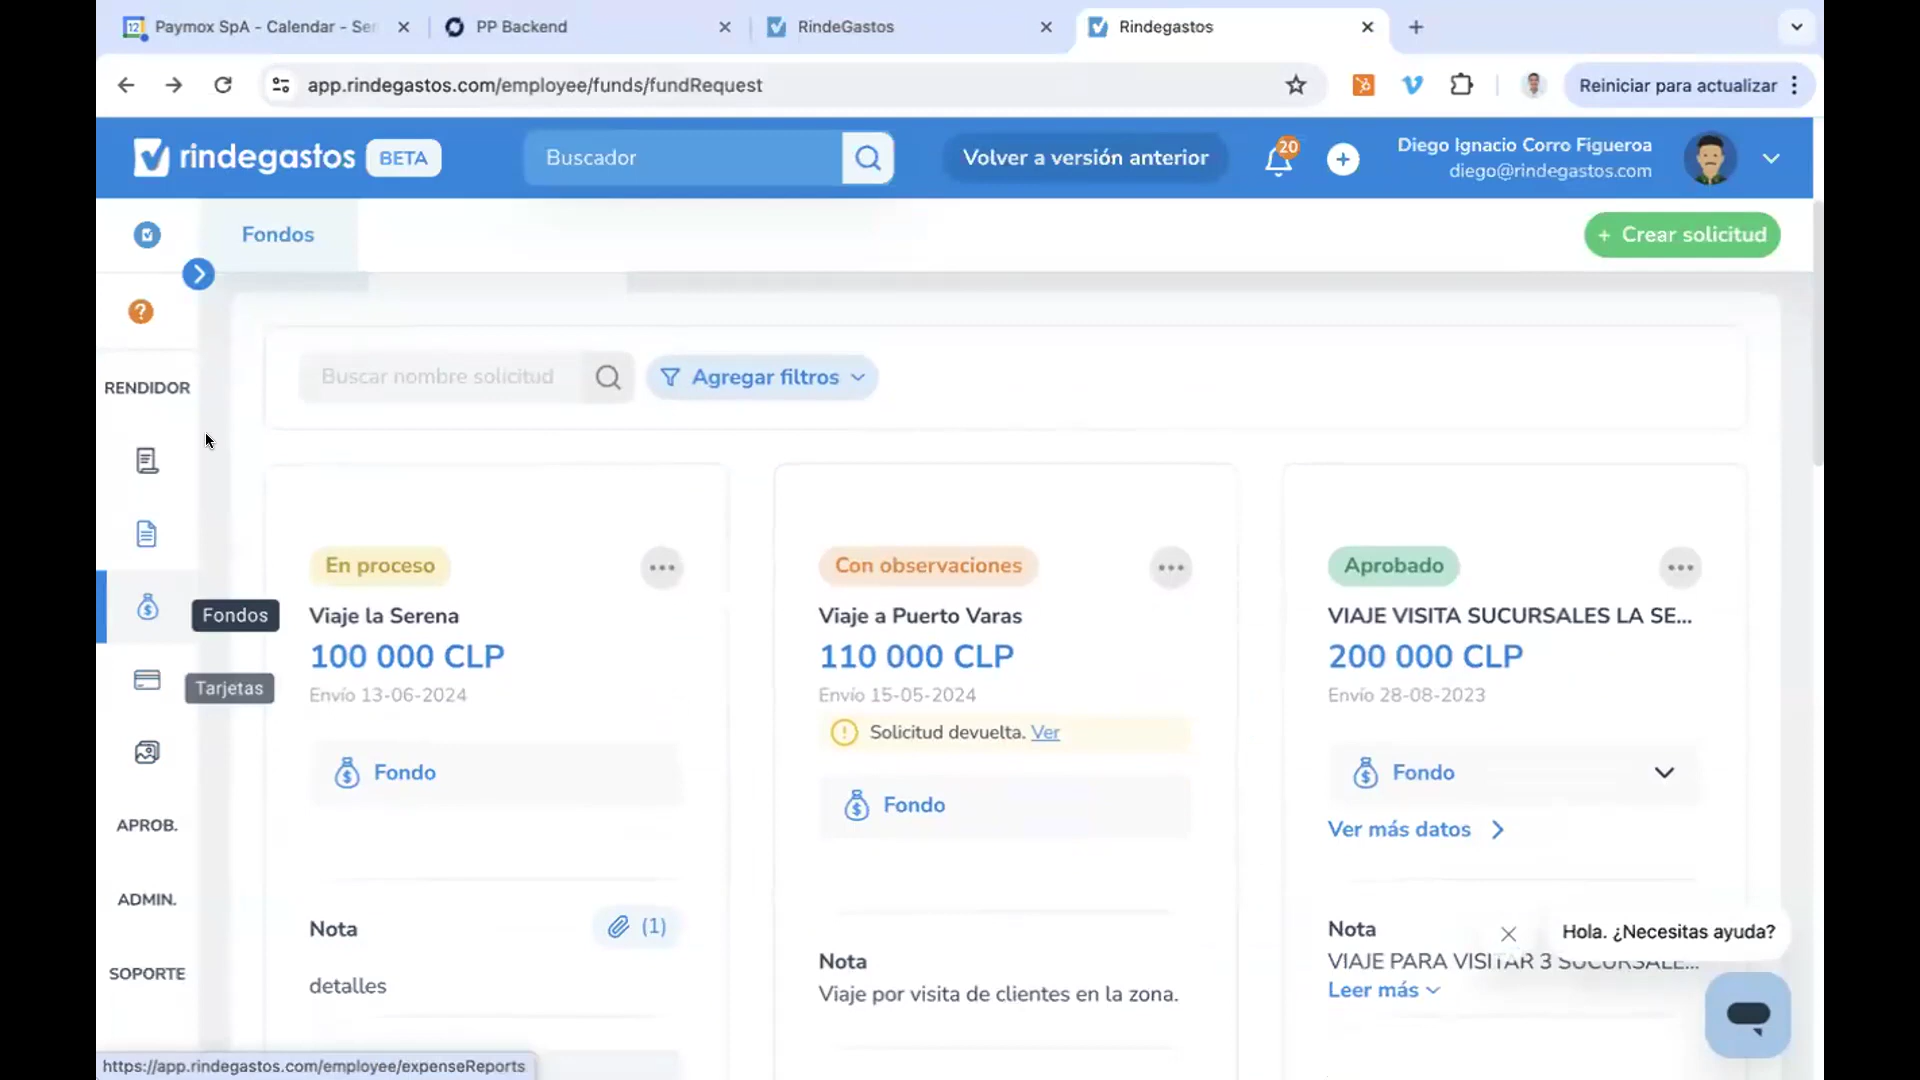 Paymox SpA - Calendar - Ser
PP Backend
RindeGastos
Rindegastos
app.rindegastos.com/employee/funds/fundRequest
Reiniciar para actualizar
rindegastos BETA
Buscador
Volver a versión anterior
20
Diego Ignacio Corro Figueroa
diego@rindegastos.com
Fondos
+ Crear solicitud
RENDIDOR
Buscar nombre solicitud
Agregar filtros
Fondos
Tarjetas
APROB.
ADMIN.
SOPORTE
En proceso
Viaje la Serena
100 000 CLP
Envío 13-06-2024
Fondo
Nota
(1)
detalles
Con observaciones
Viaje a Puerto Varas
110 000 CLP
Envío 15-05-2024
Solicitud devuelta. Ver
Fondo
Nota
Viaje por visita de clientes en la zona.
Aprobado
VIAJE VISITA SUCURSALES LA SE...
200 000 CLP
Envío 28-08-2023
Fondo
Ver más datos
Nota
VIAJE PARA VISITAR 3 SUCURSALE...
Leer más
Hola. ¿Necesitas ayuda?
https://app.rindegastos.com/employee/expenseReports